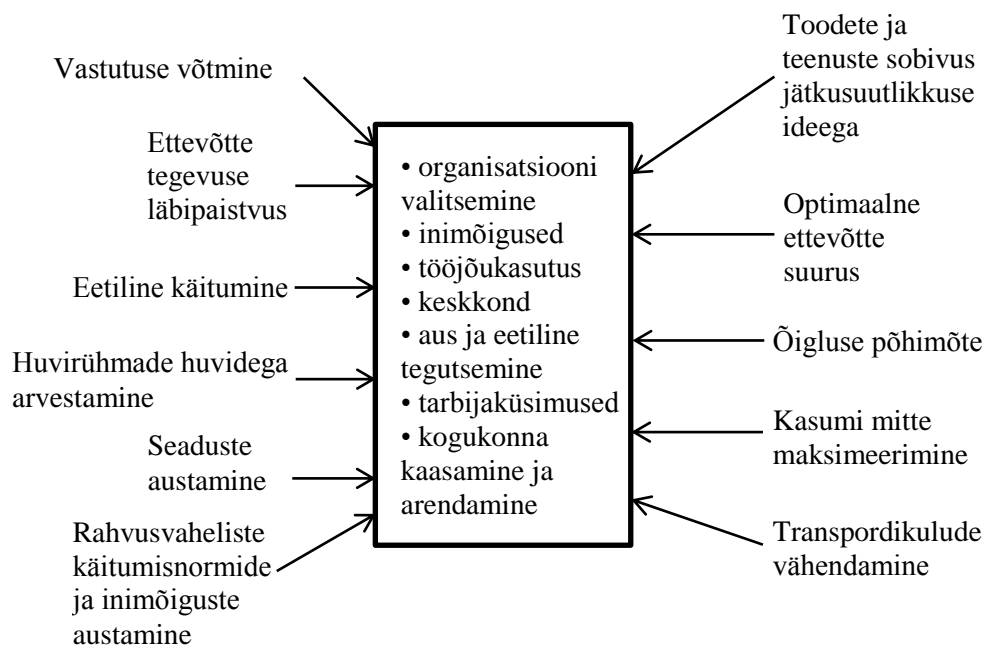 Vastutuse võtmine
Ettevõtte
tegevuse
läbipaistvus
Eetiline käitumine
Huvirühmade huvidega
arvestamine
Seaduste
austamine
Rahvusvaheliste
käitumisnormide
ja inimõiguste
austamine
• organisatsiooni
valitsemine
• inimõigused
• tööjõukasutus
• keskkond
• aus ja eetiline
tegutsemine
• tarbijaküsimused
• kogukonna
kaasamine ja
arendamine
Toodete ja
teenuste sobivus
jätkusuutlikkuse
ideega
Optimaalne
ettevõtte
suurus
Õigluse põhimõte
Kasumi mitte
maksimeerimine
Transpordikulude
vähendamine